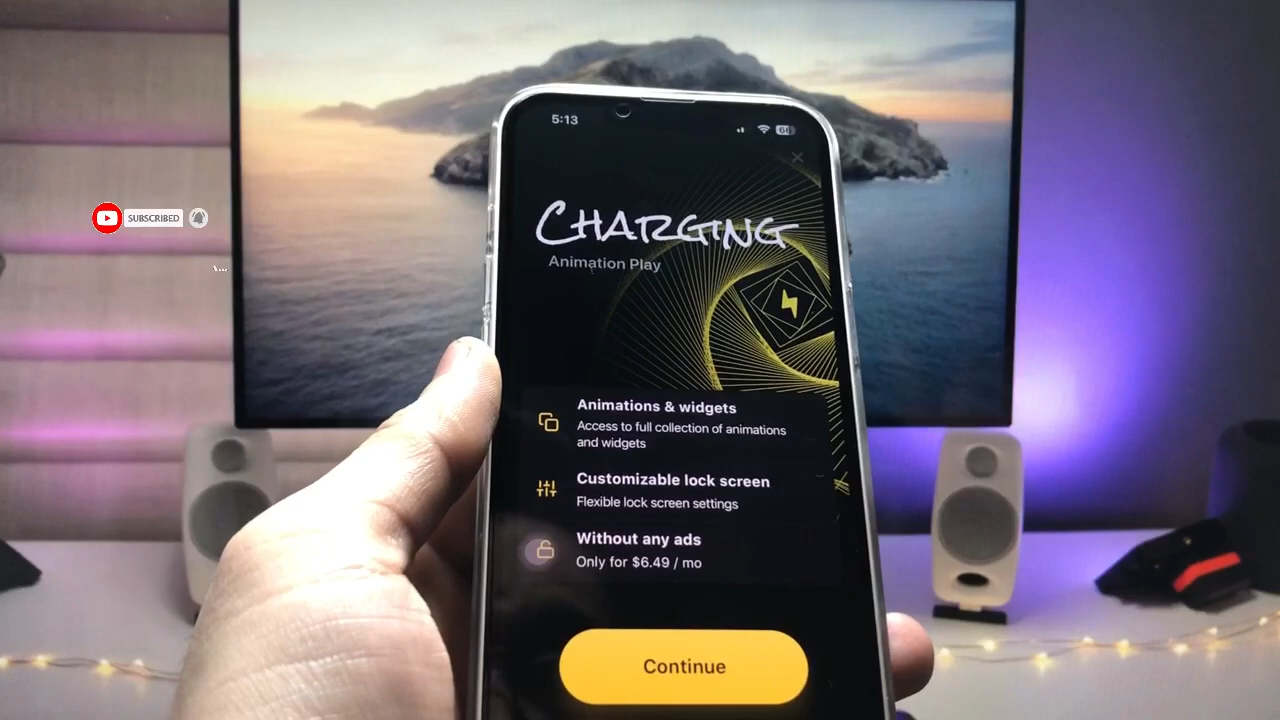 5:13
66
CHARGING
Animation Play
SUBSCRIBED
Animations & widgets
Access to full collection of animations
and widgets
Customizable lock screen
Flexible lock screen settings
Without any ads
Only for $6.49 / mo
Continue